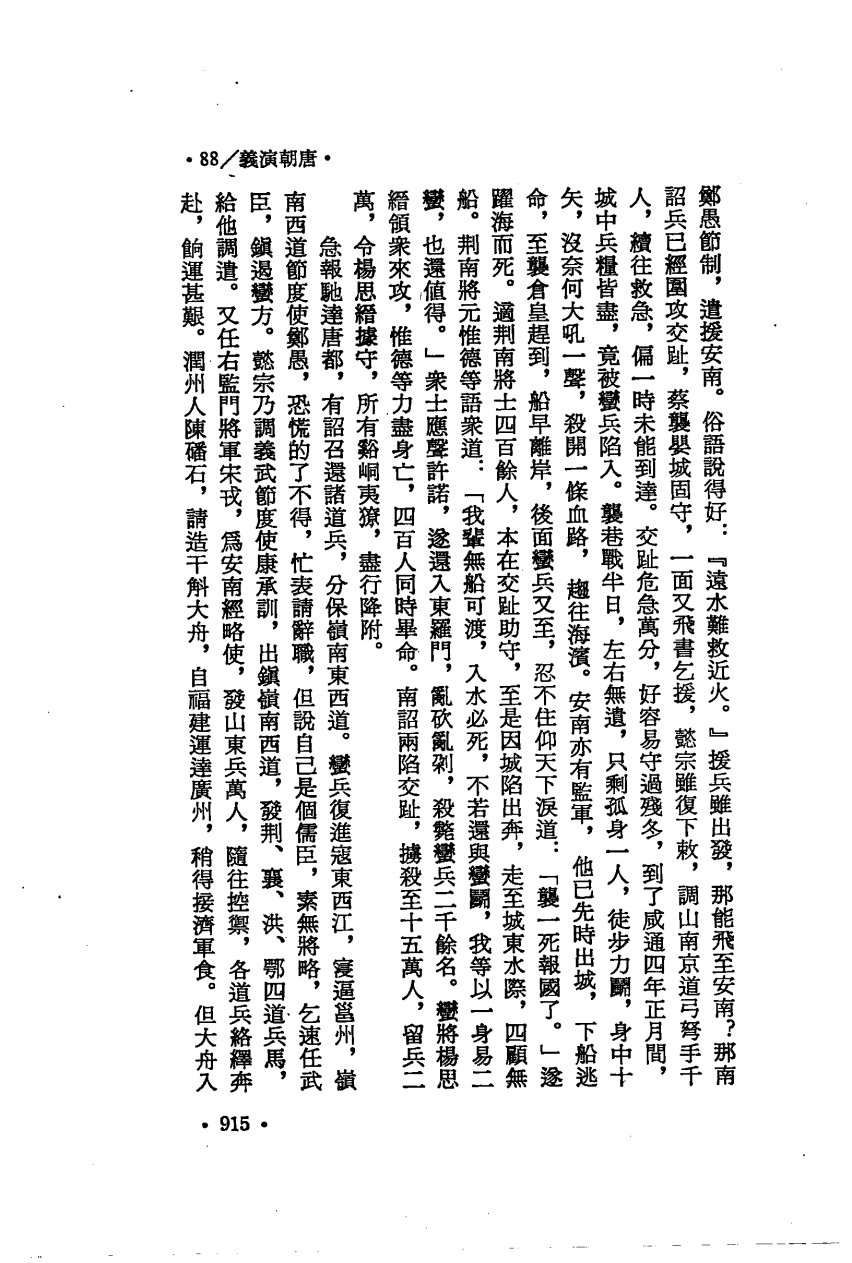 •88/義演朝唐•
鄭愚節制，遣援安南。俗語說得好：『遠水難救近火。』援兵雖出發，那能飛至安南？那南
詔兵已經圍攻交趾，蔡襲嬰城固守，一面又飛書乞援，懿宗雖復下敕，調山南京道弓弩手千
人，續往救急，偏一時未能到達。交趾危急萬分，好容易守過殘冬，到了咸通四年正月間，
城中兵糧皆盡，竟被蠻兵陷入。襲巷戰半日，左右無遺，只剩孤身一人，徒步力鬭，身中十
矢，沒奈何大吼一聲，殺開一條血路，趨往海濱。安南亦有監軍，他已先時出城，下船逃
命，至襲倉皇趕到，船早離岸，後面蠻兵又至，忍不住仰天下淚道：「襲一死報國了。」遂
躍海而死。適荆南將士四百餘人，本在交趾助守，至是因城陷出奔，走至城東水際，四顧無
船。荆南將元惟德等語衆道：「我輩無船可渡，入水必死，不若還與蠻鬭，我等以一身易二
蠻，也還值得。」衆士應聲許諾，遂還入東羅門，亂砍亂剁，殺斃蠻兵二千餘名。蠻將楊思
縉領衆來攻，惟德等力盡身亡，四百人同時畢命。南詔兩陷交趾，擄殺至十五萬人，留兵二
萬，令楊思縉據守，所有谿峒夷獠，盡行降附。
急報馳達唐都，有詔召還諸道兵，分保嶺南東西道。蠻兵復進寇東西江，寖逼邕州，嶺
南西道節度使鄭愚，恐慌的了不得，忙表請辭職，但說自己是個儒臣，素無將略，乞速任武
臣，鎭遏蠻方。懿宗乃調義武節度使康承訓，出鎭嶺南西道，發荆、襄、洪、鄂四道兵馬，
給他調遣。又任右監門將軍宋戎，爲安南經略使，發山東兵萬人，隨往控禦，各道兵絡繹奔
赴，餉運甚艱。潤州人陳磻石，請造千斛大舟，自福建運達廣州，稍得接濟軍食。但大舟入
•915•